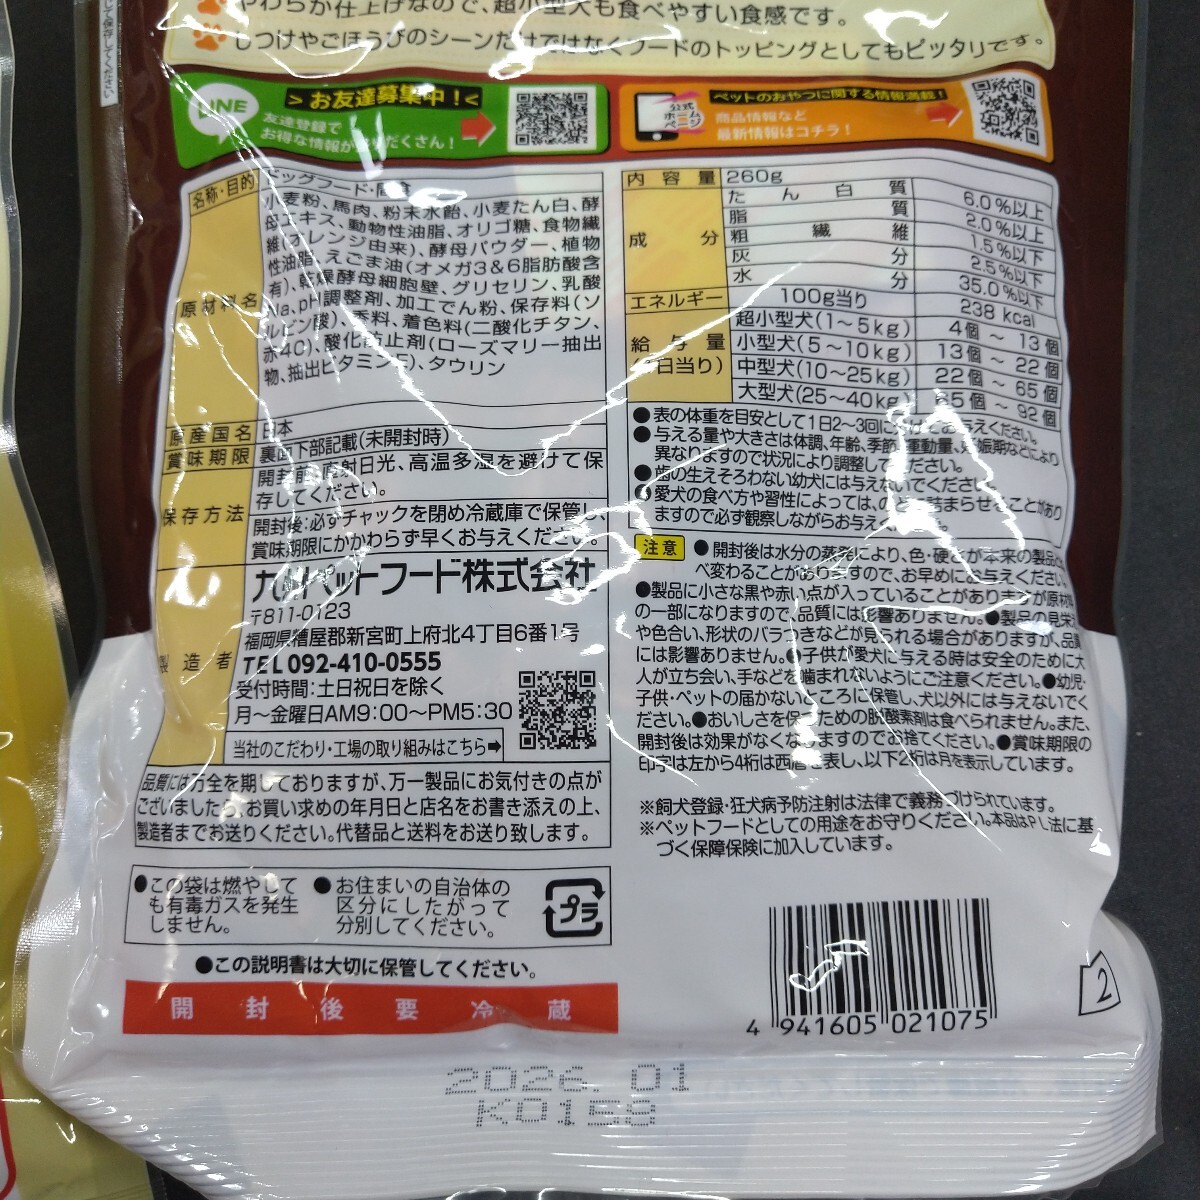 て保存してください
やわらか仕上げなので、超小型犬も食べやすい食感です。
しつけやごほうびのシーンだけではなくフードのトッピングとしてもピッタリです。
LINE
> お友達募集中!<
友達登録で
お得な情報がもりだくさん!
公式
ホームページ
ペットのおやつに関する情報満載!
商品情報など
最新情報はコチラ!
名称・目的 ドッグフード・間食
原材料名
小麦粉、馬肉、粉末水飴、小麦たん白、酵
母エキス、動物性油脂、オリゴ糖、食物繊
維(オレンジ由来)、酵母パウダー、植物
性油脂、えごま油(オメガ3&6脂肪酸含
有)、乾燥酵母細胞壁、グリセリン、乳酸
Na、pH調整剤、加工でん粉、保存料(ソ
ルビン酸)、香料、着色料(二酸化チタン、
赤40)、酸化防止剤(ローズマリー抽出
物、抽出ビタミンE)、タウリン
原産国名 日本
賞味期限 裏面下部記載(未開封時)
保存方法
開封前:直射日光、高温多湿を避けて保
存してください。
開封後:必ずチャックを閉め冷蔵庫で保管し、
賞味期限にかかわらず早くお与えください。
製造者
九州ペットフード株式会社
〒811-0123
福岡県糟屋郡新宮町上府北4丁目6番1号
TEL 092-410-0555
受付時間:土日祝日を除く
月〜金曜日AM9:00〜PM5:30
当社のこだわり・工場の取り組みはこちら➡
品質には万全を期しておりますが、万一製品にお気付きの点が
ございましたら、お買い求めの年月日と店名をお書き添えの上、
製造者までお送りください。代替品と送料をお送り致します。
●この袋は燃やして
も有毒ガスを発生
しません。
●お住まいの自治体の
区分にしたがって
分別してください。
プラ
●この説明書は大切に保管してください。
開封後要冷蔵
内容量 260g
成分
たん白質 6.0%以上
脂質 2.0%以上
粗繊維 1.5%以下
灰分 2.5%以下
水分 35.0%以下
エネルギー 100g当り 238 kcal
給与量
(1日当り)
超小型犬(1〜5kg) 4個 〜 13個
小型犬(5〜10kg) 13個 〜 22個
中型犬(10〜25kg) 22個 〜 65個
大型犬(25〜40kg) 65個 〜 92個
●表の体重を目安として1日2〜3回に分けてお与えください。
●与える量や大きさは体調、年齢、季節、運動量、妊娠期などにより
異なりますので状況により調整してください。
●歯の生えそろわない幼犬には与えないでください。
●愛犬の食べ方や習性によっては、のどに詰まらせることがあり
ますので必ず観察しながらお与えください。
注意
●開封後は水分の蒸発により、色・硬さが本来の製品と
べ変わることがありますので、お早めにお与えください。
●製品に小さな黒や赤い点が入っていることがありますが原材料
の一部になりますので、品質には影響ありません。●製品の見栄え
や色合い、形状のバラつきなどが見られる場合がありますが、品質
には影響ありません。●子供が愛犬に与える時は安全のために大
人が立ち会い、手などを噛まれないようにご注意ください。●幼児・
子供・ペットの届かないところに保管し、犬以外には与えないでく
ださい。●おいしさを保つための脱酸素剤は食べられません。また、
開封後は効果がなくなりますのでお捨てください。●賞味期限の
印字は左から4桁は西暦を表し、以下2桁は月を表示しています。
※飼犬登録・狂犬病予防注射は法律で義務づけられています。
※ペットフードとしての用途をお守りください。本品はPL法に基
づく保障保険に加入しています。
4 941605 021075
2
2026. 01
K0158